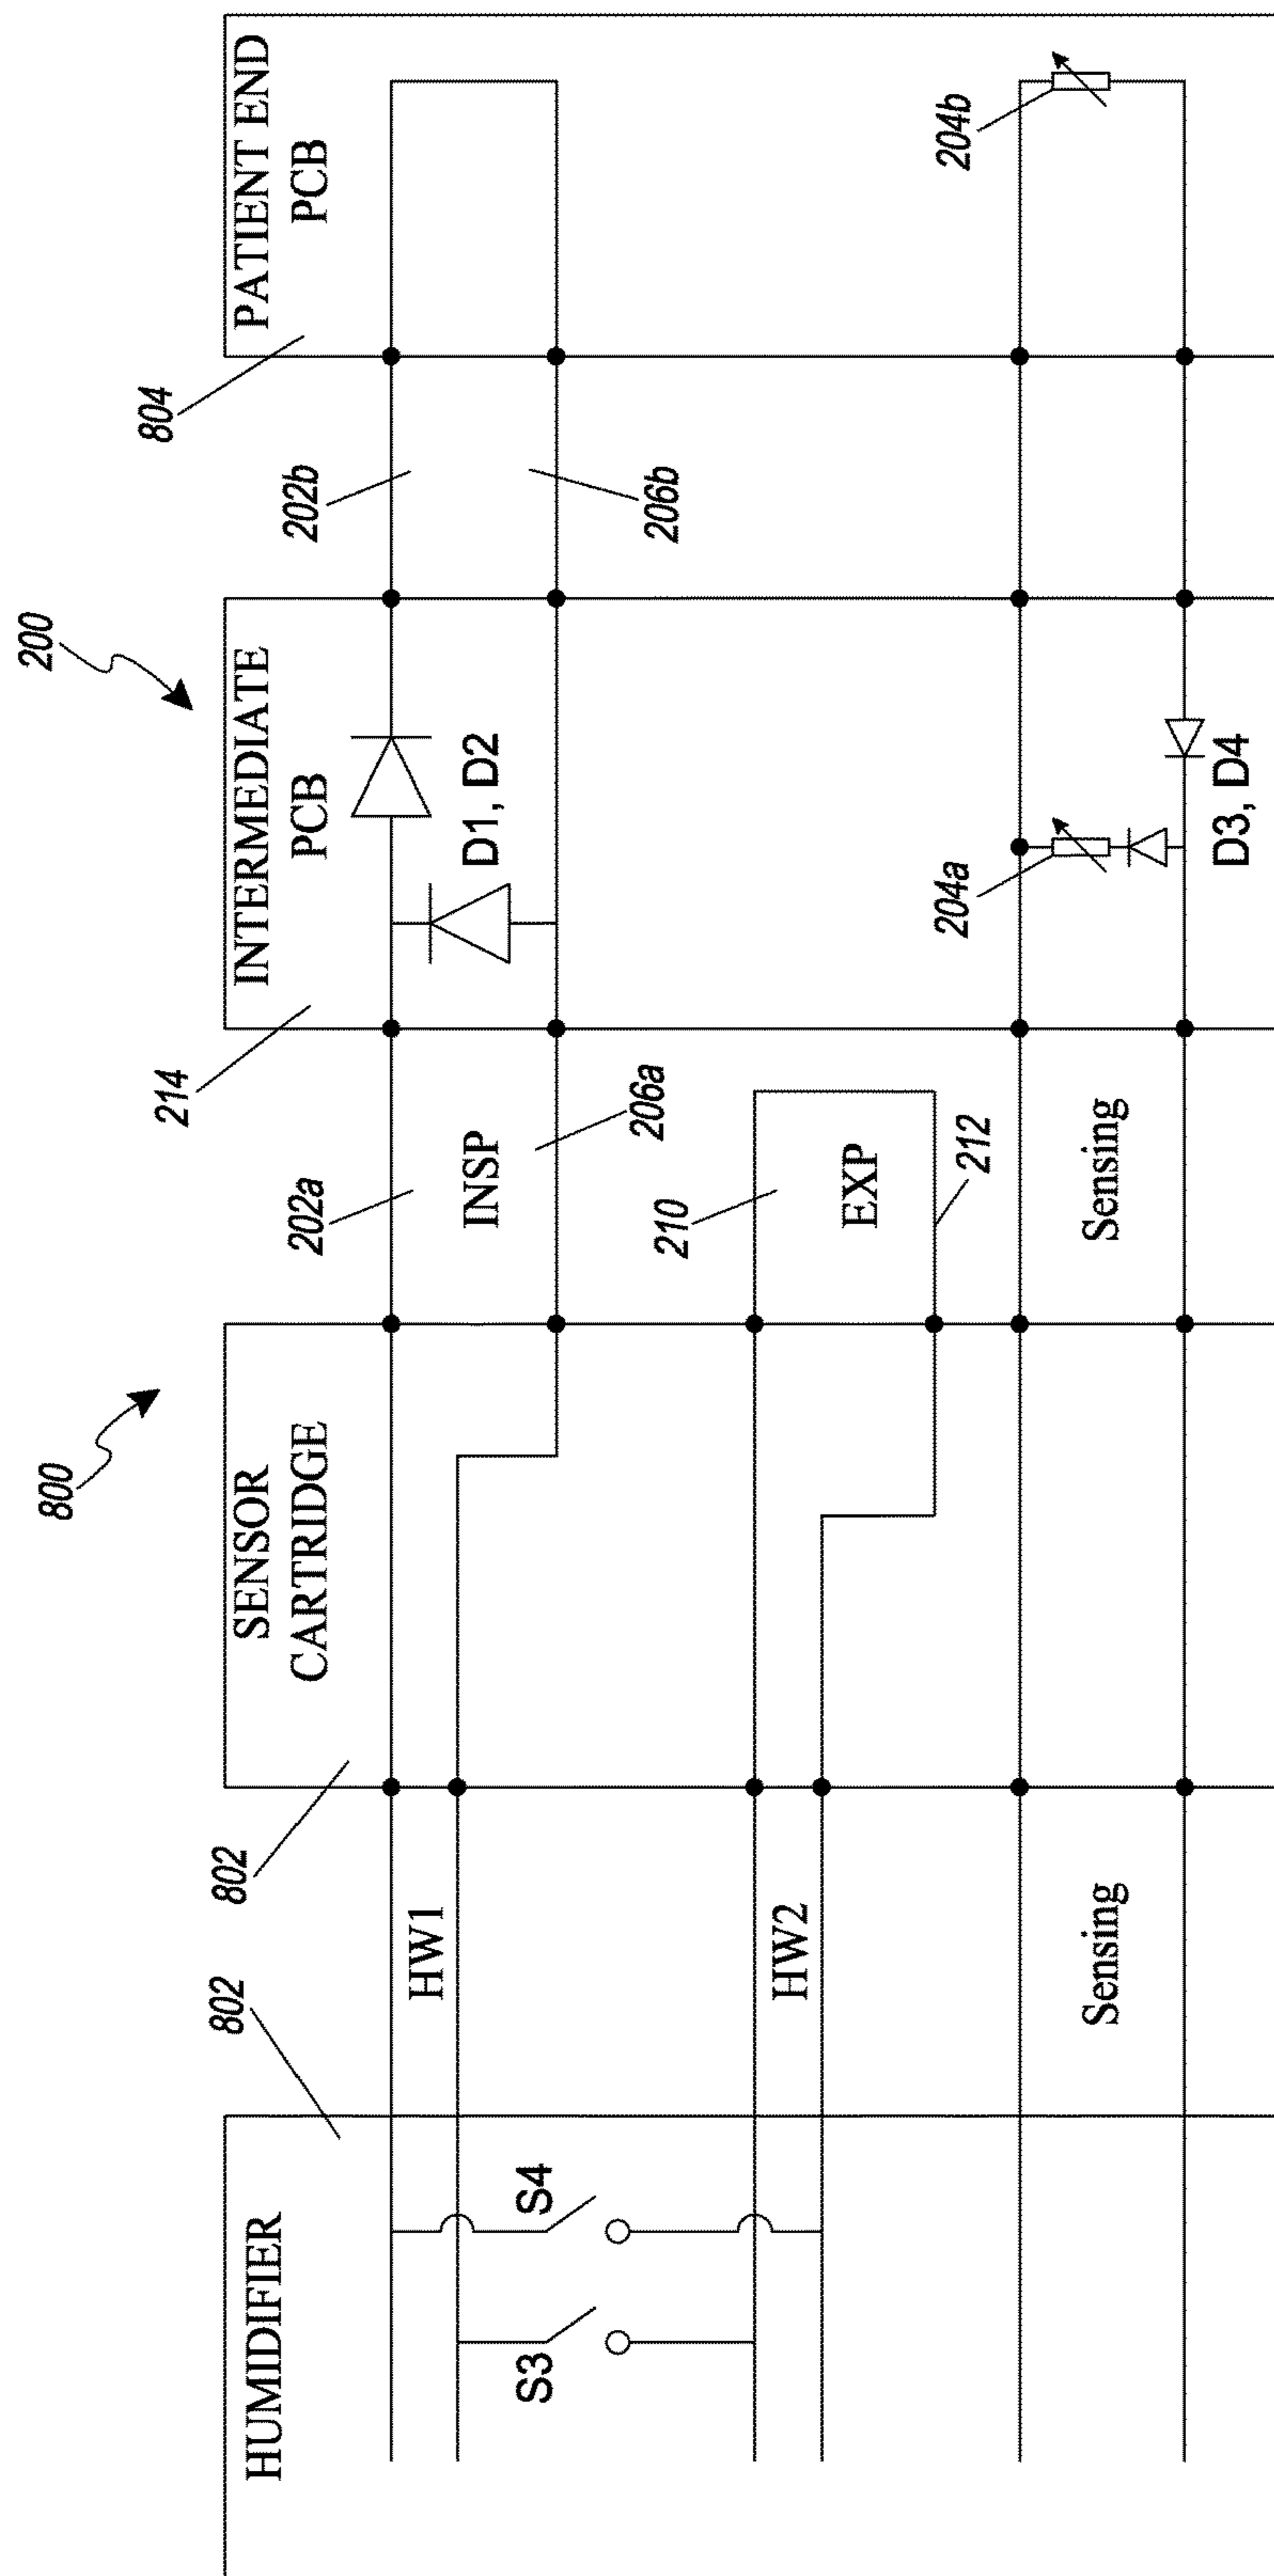 HUMIDIFIER
802
S3
S4
HW1
HW2
Sensing
800
SENSOR
CARTRIDGE
802
202a
INSP
206a
210
EXP
212
Sensing
200
INTERMEDIATE
PCB
214
D1, D2
204a
D3, D4
202b
206b
PATIENT END
PCB
804
204b